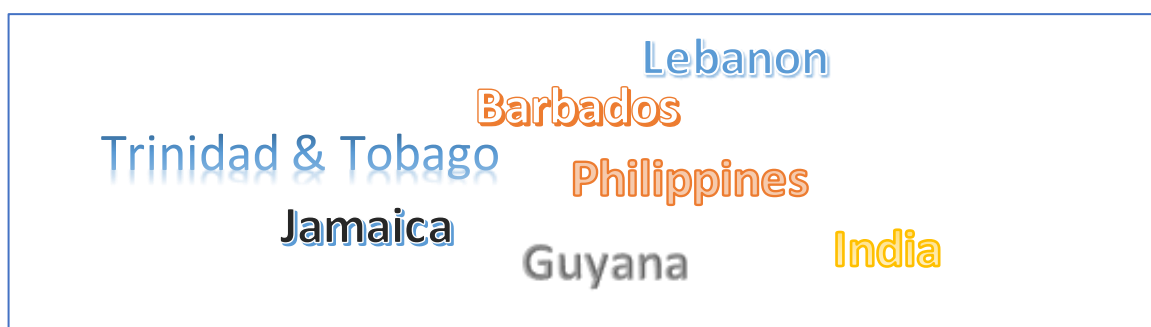 Lebanon
Barbados
Trinidad & Tobago
Philippines
Jamaica
Guyana
India